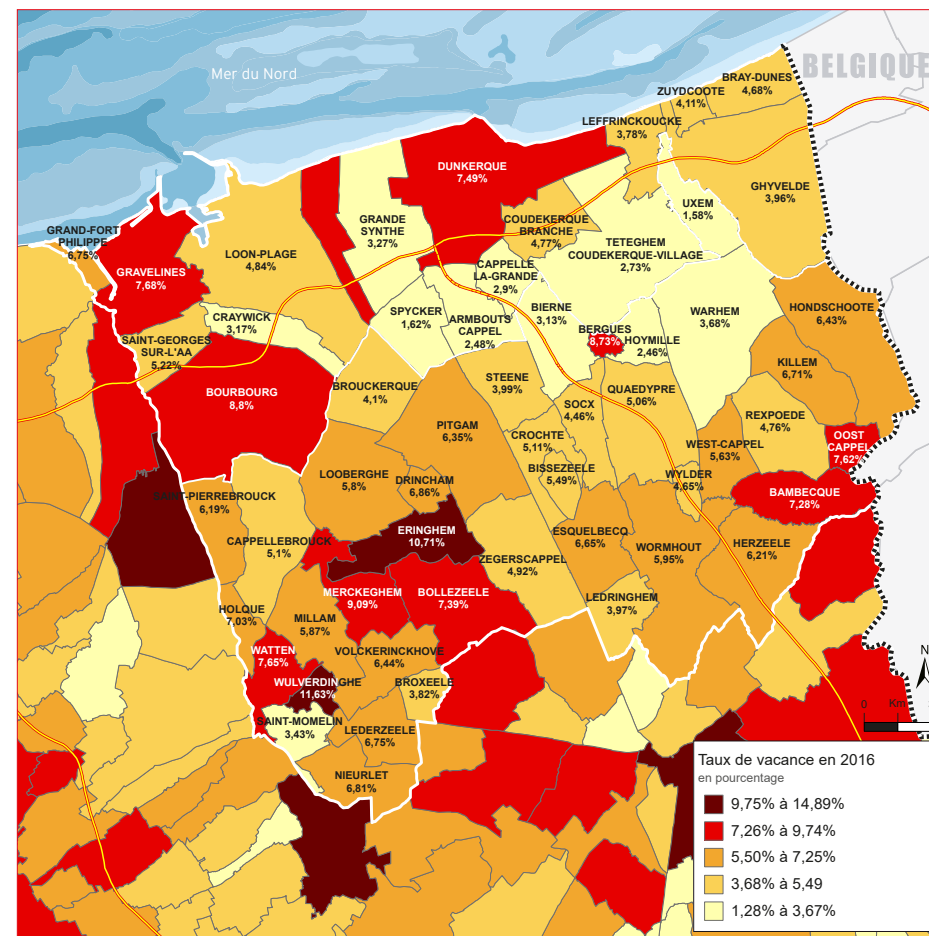 Mer du Nord
BELGIQUE
BRAY-DUNES
4,68%
ZUYDCOOTE
4,11%
LEFFRINCKOUCKE
3,78%
DUNKERQUE
7,49%
GHYVELDE
3,96%
UXEM
1,58%
GRAND-FORT
PHILIPPE
6,75%
GRANDE
SYNTHE
3,27%
COUDEKERQUE
BRANCHE
4,77%
TETEGHEM
COUDEKERQUE-VILLAGE
2,73%
LOON-PLAGE
4,84%
GRAVELINES
7,68%
CAPPELLE
LA-GRANDE
2,9%
CRAYWICK
3,17%
SPYCKER
1,62%
ARMBOUTS
CAPPEL
2,48%
BIERNE
3,13%
WARHEM
3,68%
HONDSCHOOTE
6,43%
BERGUES
8,73%
HOYMILLE
2,46%
SAINT-GEORGES
SUR-L'AA
5,22%
KILLEM
6,71%
BOURBOURG
8,8%
BROUCKERQUE
4,1%
STEENE
3,99%
SOCX
4,46%
QUAEDYPRE
5,06%
REXPOEDE
4,76%
PITGAM
6,35%
CROCHTE
5,11%
WEST-CAPPEL
5,63%
OOST
CAPPEL
7,62%
BISSEZEELE
5,49%
WYLDER
4,65%
LOOBERGHE
5,8%
DRINCHAM
6,86%
BAMBECQUE
7,28%
SAINT-PIERREBROUCK
6,19%
ERINGHEM
10,71%
ESQUELBECQ
6,65%
CAPPELLEBROUCK
5,1%
WORMHOUT
5,95%
HERZEELE
6,21%
ZEGERSCAPPEL
4,92%
MERCKEGHEM
9,09%
BOLLEZEELE
7,39%
LEDRINGHEM
3,97%
HOLQUE
7,03%
MILLAM
5,87%
WATTEN
7,65%
VOLCKERINCKHOVE
6,44%
WULVERDINGHE
11,63%
BROXEELE
3,82%
SAINT-MOMELIN
3,43%
LEDERZEELE
6,75%
NIEURLET
6,81%
N
0 Km
Taux de vacance en 2016
en pourcentage
9,75% à 14,89%
7,26% à 9,74%
5,50% à 7,25%
3,68% à 5,49
1,28% à 3,67%